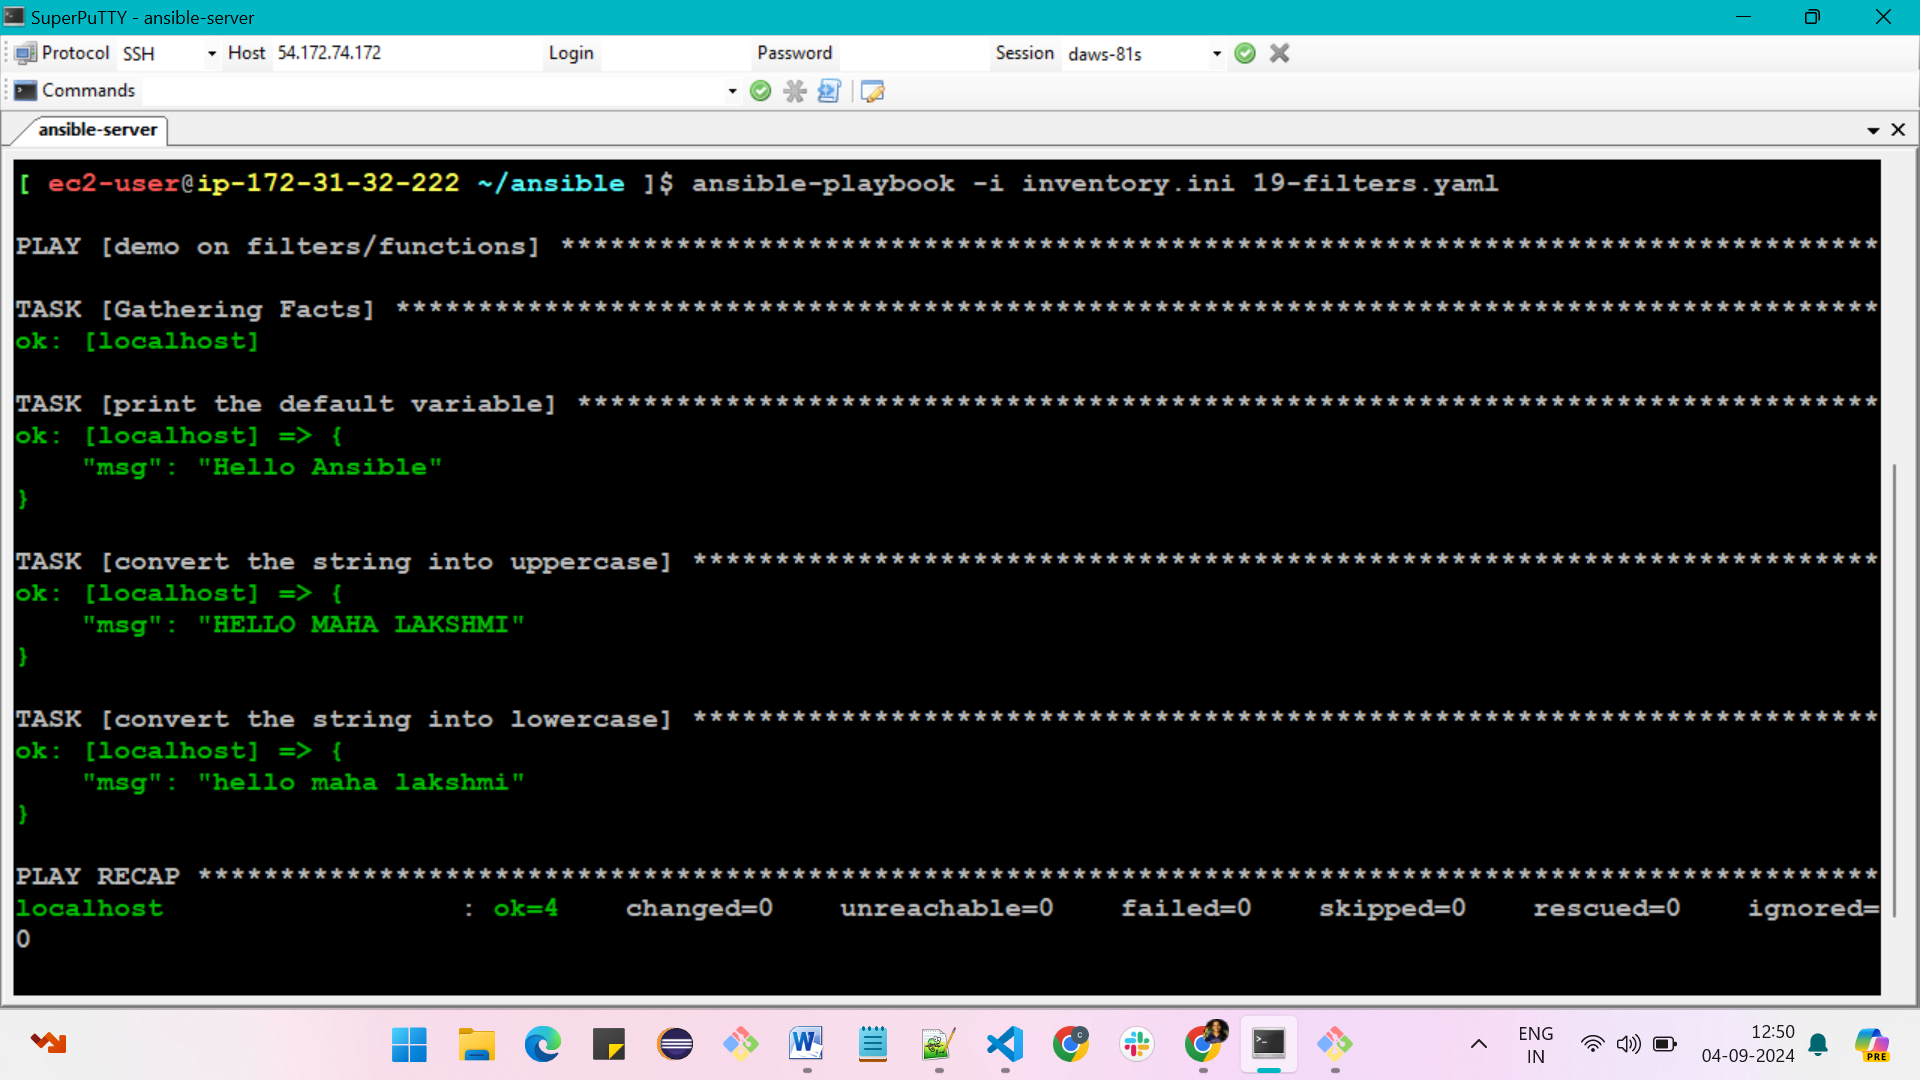 SuperPuTTY - ansible-server
Protocol SSH Host 54.172.74.172 Login Password Session daws-81s
Commands
ansible-server
[ ec2-user@ip-172-31-32-222 ~/ansible ]$ ansible-playbook -i inventory.ini 19-filters.yaml
PLAY [demo on filters/functions] ********************************************************************************
TASK [Gathering Facts] ******************************************************************************************
ok: [localhost]
TASK [print the default variable] *******************************************************************************
ok: [localhost] => {
"msg": "Hello Ansible"
}
TASK [convert the string into uppercase] ************************************************************************
ok: [localhost] => {
"msg": "HELLO MAHA LAKSHMI"
}
TASK [convert the string into lowercase] ************************************************************************
ok: [localhost] => {
"msg": "hello maha lakshmi"
}
PLAY RECAP ******************************************************************************************************
localhost : ok=4 changed=0 unreachable=0 failed=0 skipped=0 rescued=0 ignored=
0
ENG
IN
12:50
04-09-2024
PRE